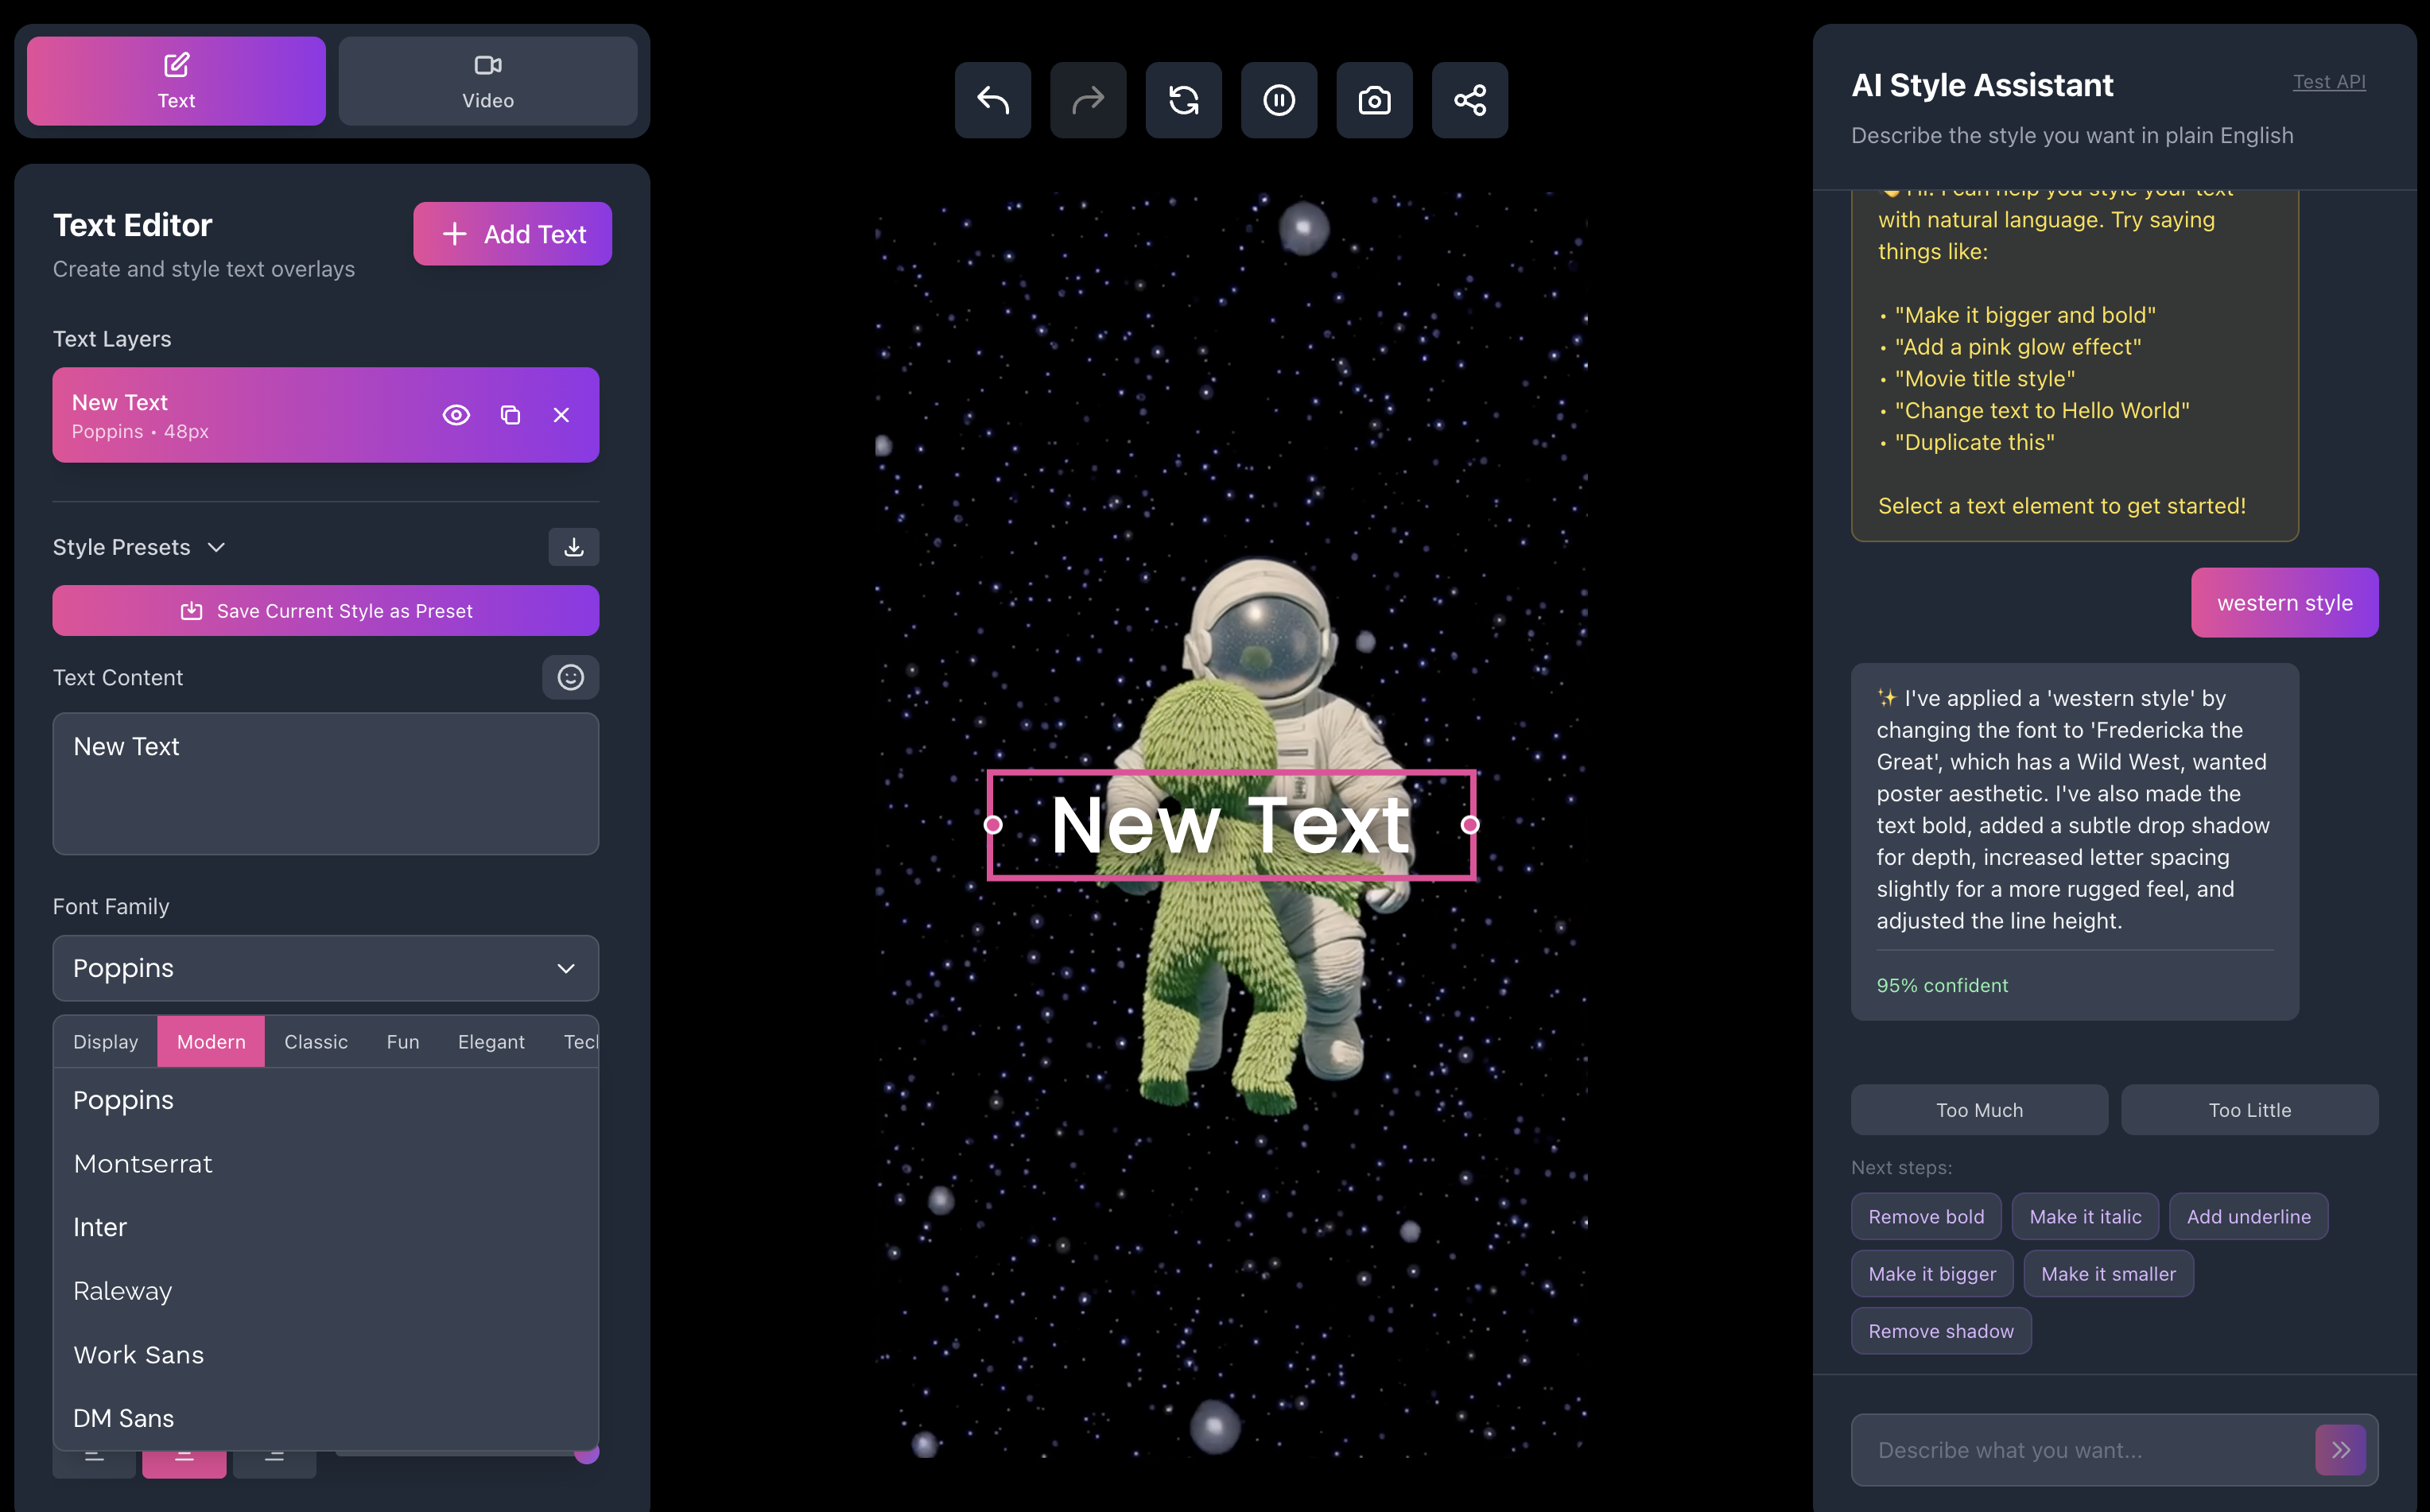 Text
Video
Text Editor
Create and style text overlays
Add Text
Text Layers
New Text
Poppins • 48px
Style Presets
Save Current Style as Preset
Text Content
New Text
Font Family
Poppins
Display Modern Classic Fun Elegant
Poppins
Montserrat
Inter
Raleway
Work Sans
DM Sans
New Text
AI Style Assistant
Test API
Describe the style you want in plain English
Hi! I can help you style your text
with natural language. Try saying
things like:
• "Make it bigger and bold"
• "Add a pink glow effect"
• "Movie title style"
• "Change text to Hello World"
• "Duplicate this"
Select a text element to get started!
western style
✨ I've applied a 'western style' by
changing the font to 'Fredericka the
Great', which has a Wild West, wanted
poster aesthetic. I've also made the
text bold, added a subtle drop shadow
for depth, increased letter spacing
slightly for a more rugged feel, and
adjusted the line height.
95% confident
Too Much
Too Little
Next steps:
Remove bold
Make it italic
Add underline
Make it bigger
Make it smaller
Remove shadow
Describe what you want...